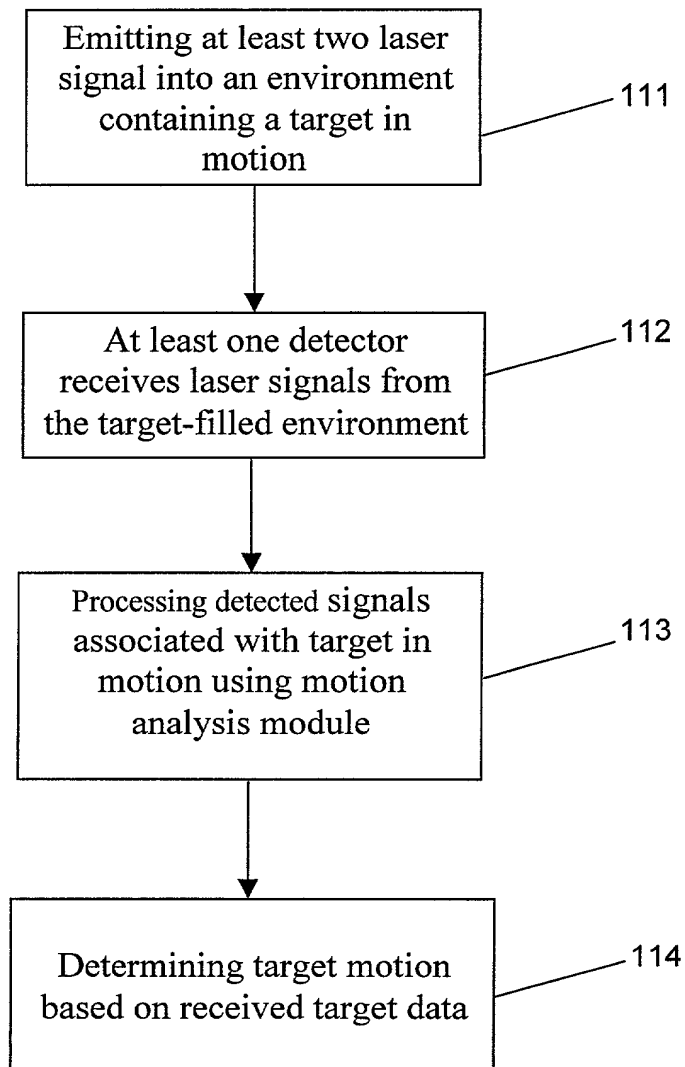 Emitting at least two laser
signal into an environment
containing a target in
motion
111
At least one detector
receives laser signals from
the target-filled environment
112
Processing detected signals
associated with target in
motion using motion
analysis module
113
Determining target motion
based on received target data
114